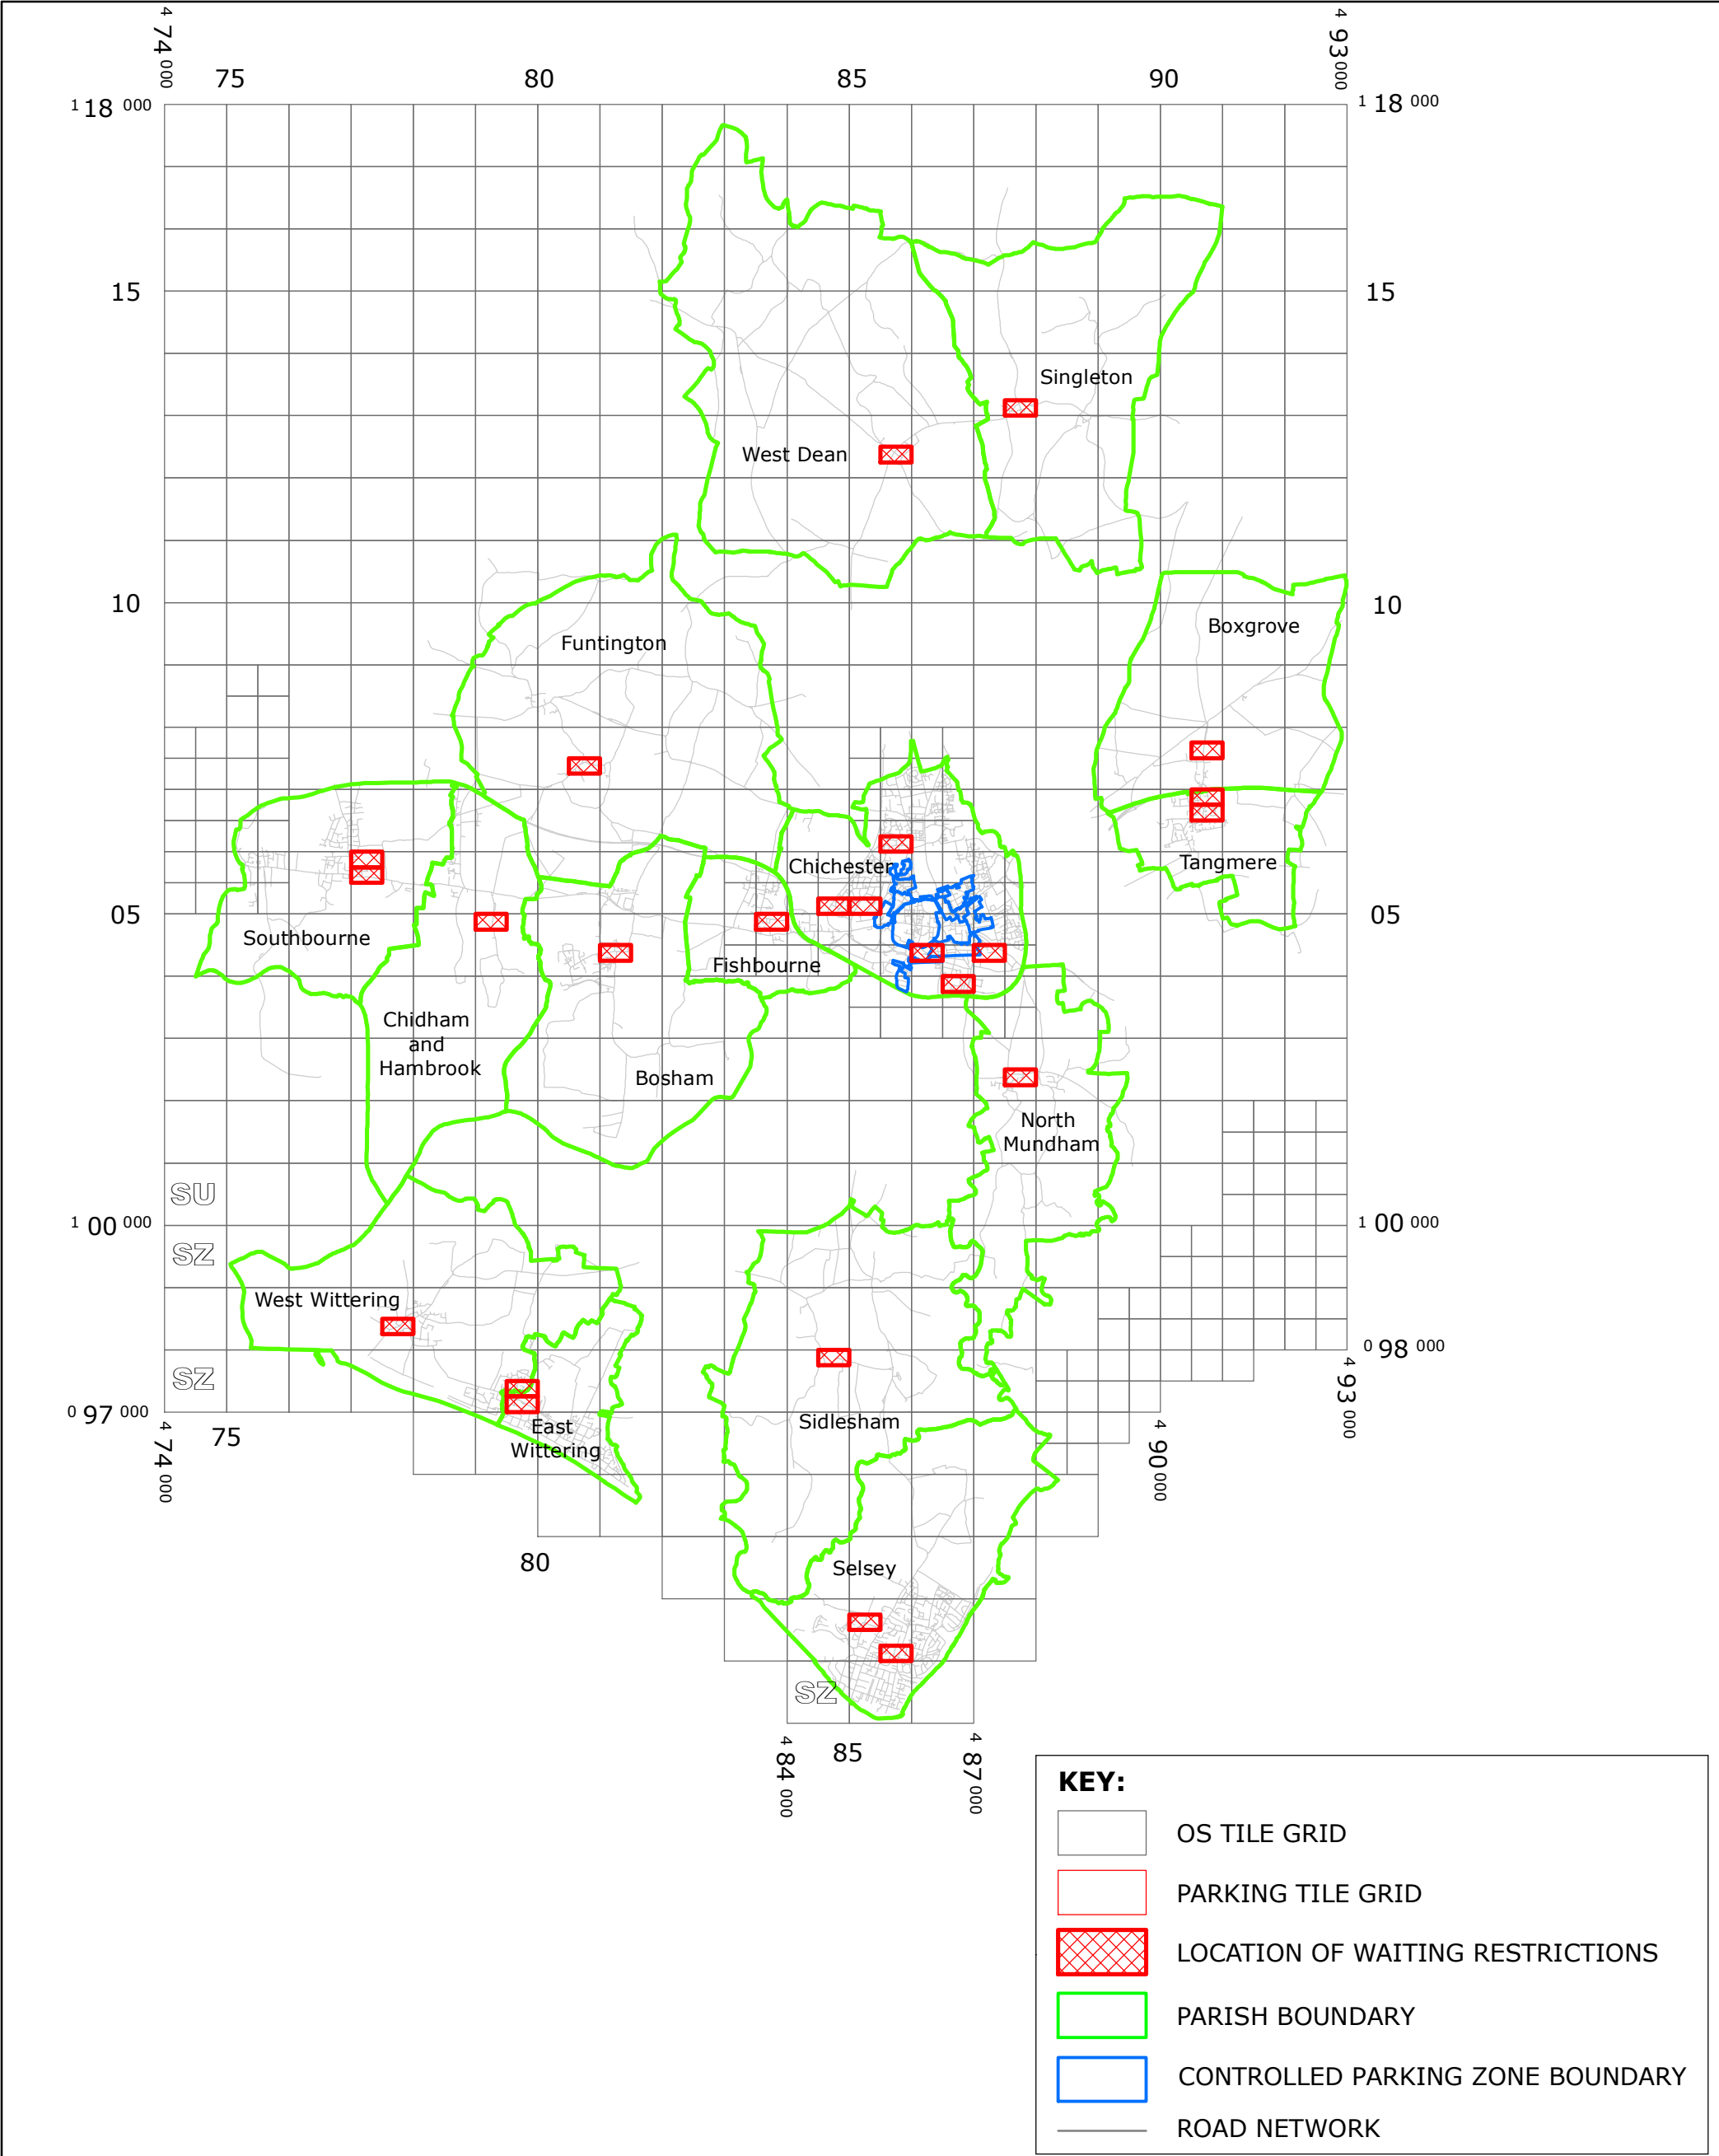 4 74 000
4 93 000
75 80 85 90
1 18 000
1 18 000
15
15
Singleton
West Dean
10
10
Boxgrove
Funtington
Chichester
Tangmere
05
05
Southbourne
Fishbourne
Chidham
and
Hambrook
Bosham
North
Mundham
SU
1 00 000
1 00 000
SZ
West Wittering
0 98 000
SZ
0 97 000
4 93 000
Sidlesham
East
Wittering
75
4 74 000
4 90 000
80
Selsey
SZ
4 84 000
85
4 87 000
KEY:
OS TILE GRID
PARKING TILE GRID
LOCATION OF WAITING RESTRICTIONS
PARISH BOUNDARY
CONTROLLED PARKING ZONE BOUNDARY
ROAD NETWORK